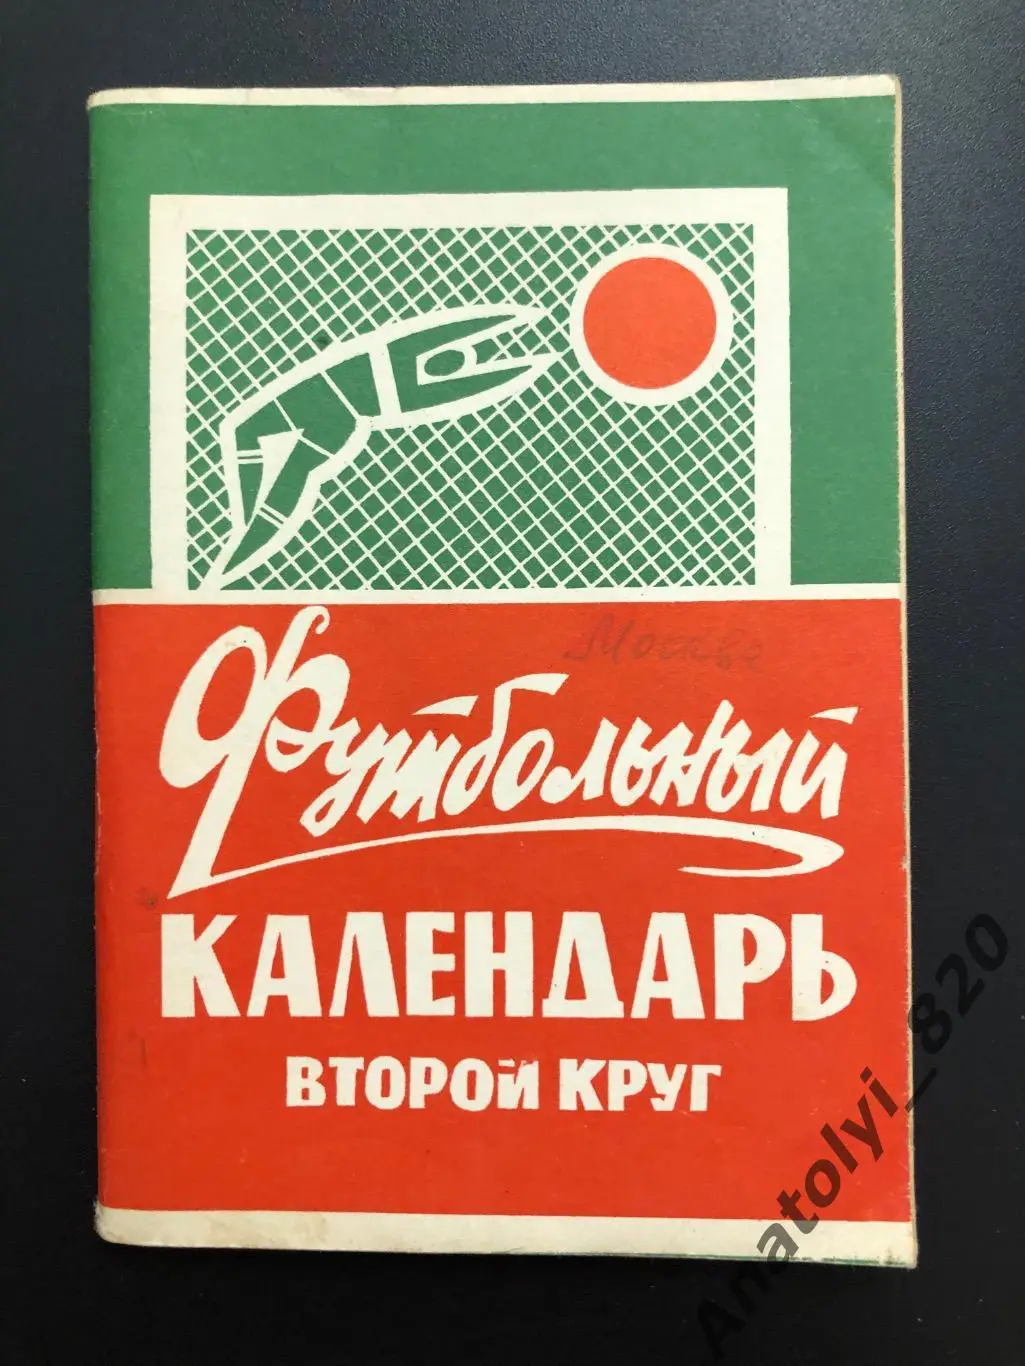 Москва
Футбольный
КАЛЕНДАРЬ
ВТОРОЙ КРУГ
Anatolyi_820